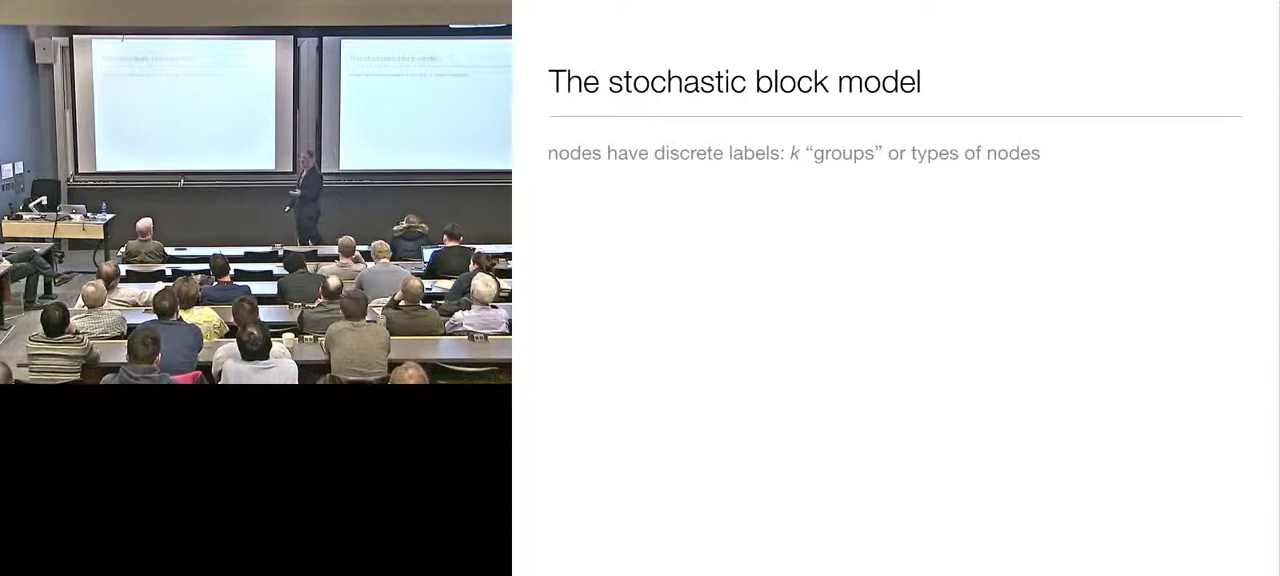 The stochastic block model
nodes have discrete labels: k “groups” or types of nodes